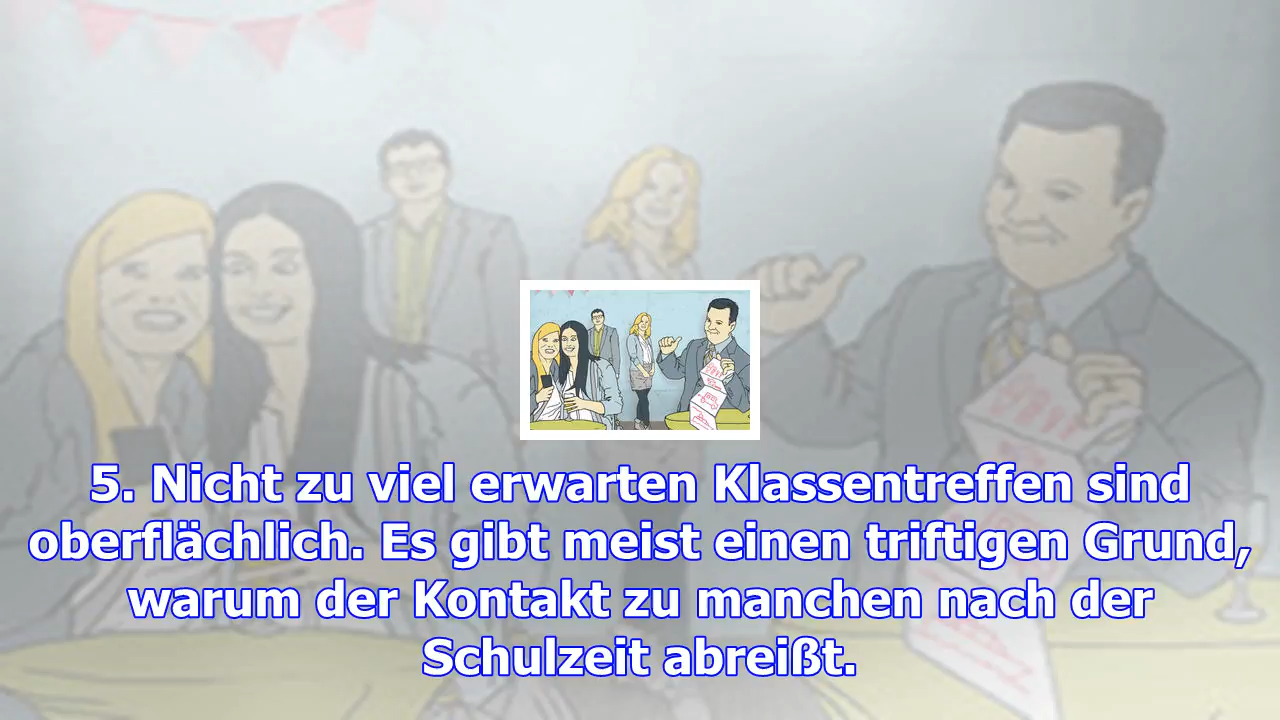 5. Nicht zu viel erwarten Klassentreffen sind
oberflächlich. Es gibt meist einen triftigen Grund,
warum der Kontakt zu manchen nach der
Schulzeit abreißt.